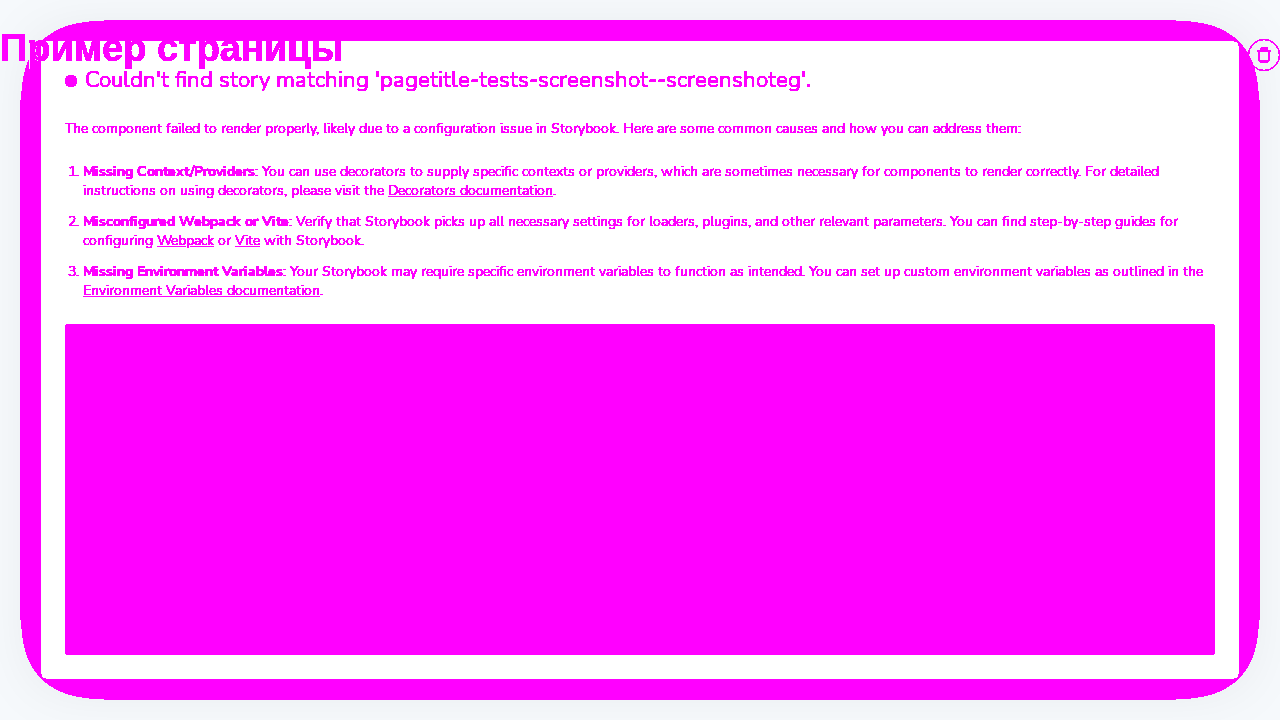 Пример страницы
Couldn't find story matching 'pagetitle-tests-screenshot--screenshoteg'.
The component failed to render properly, likely due to a configuration issue in Storybook. Here are some common causes and how you can address them:
1. Missing Context/Providers: You can use decorators to supply specific contexts or providers, which are sometimes necessary for components to render correctly. For detailed
instructions on using decorators, please visit the Decorators documentation.
2. Misconfigured Webpack or Vite: Verify that Storybook picks up all necessary settings for loaders, plugins, and other relevant parameters. You can find step-by-step guides for
configuring Webpack or Vite with Storybook.
3. Missing Environment Variables: Your Storybook may require specific environment variables to function as intended. You can set up custom environment variables as outlined in the
Environment Variables documentation.